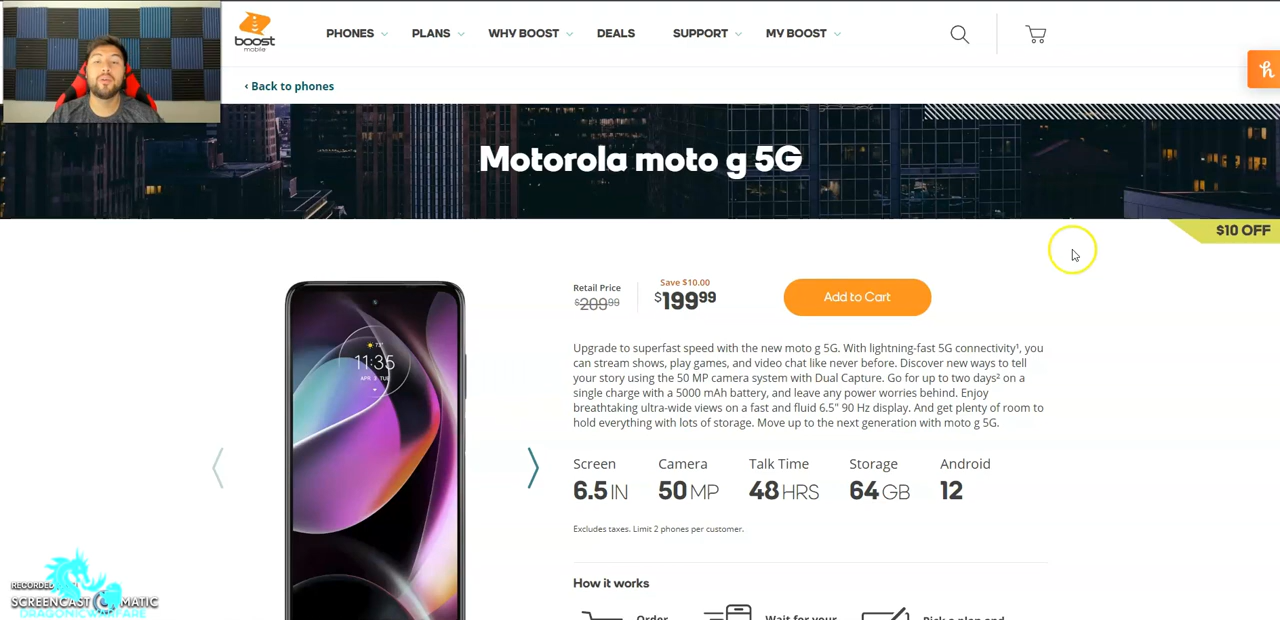 boost
mobile
PHONES
PLANS
WHY BOOST
DEALS
SUPPORT
MY BOOST
‹ Back to phones
Motorola moto g 5G
$10 OFF
Retail Price
$209.99
Save $10.00
$199.99
Add to Cart
Upgrade to superfast speed with the new moto g 5G. With lightning-fast 5G connectivity¹, you
can stream shows, play games, and video chat like never before. Discover new ways to tell
your story using the 50 MP camera system with Dual Capture. Go for up to two days² on a
single charge with a 5000 mAh battery, and leave any power worries behind. Enjoy
breathtaking ultra-wide views on a fast and fluid 6.5" 90 Hz display. And get plenty of room to
hold everything with lots of storage. Move up to the next generation with moto g 5G.
Screen
6.5 IN
Camera
50 MP
Talk Time
48 HRS
Storage
64 GB
Android
12
Excludes taxes. Limit 2 phones per customer.
How it works
Order
Wait for your
Pick a plan and
11:35
SCREENCAST MATIC
DRAGONICWARFARE